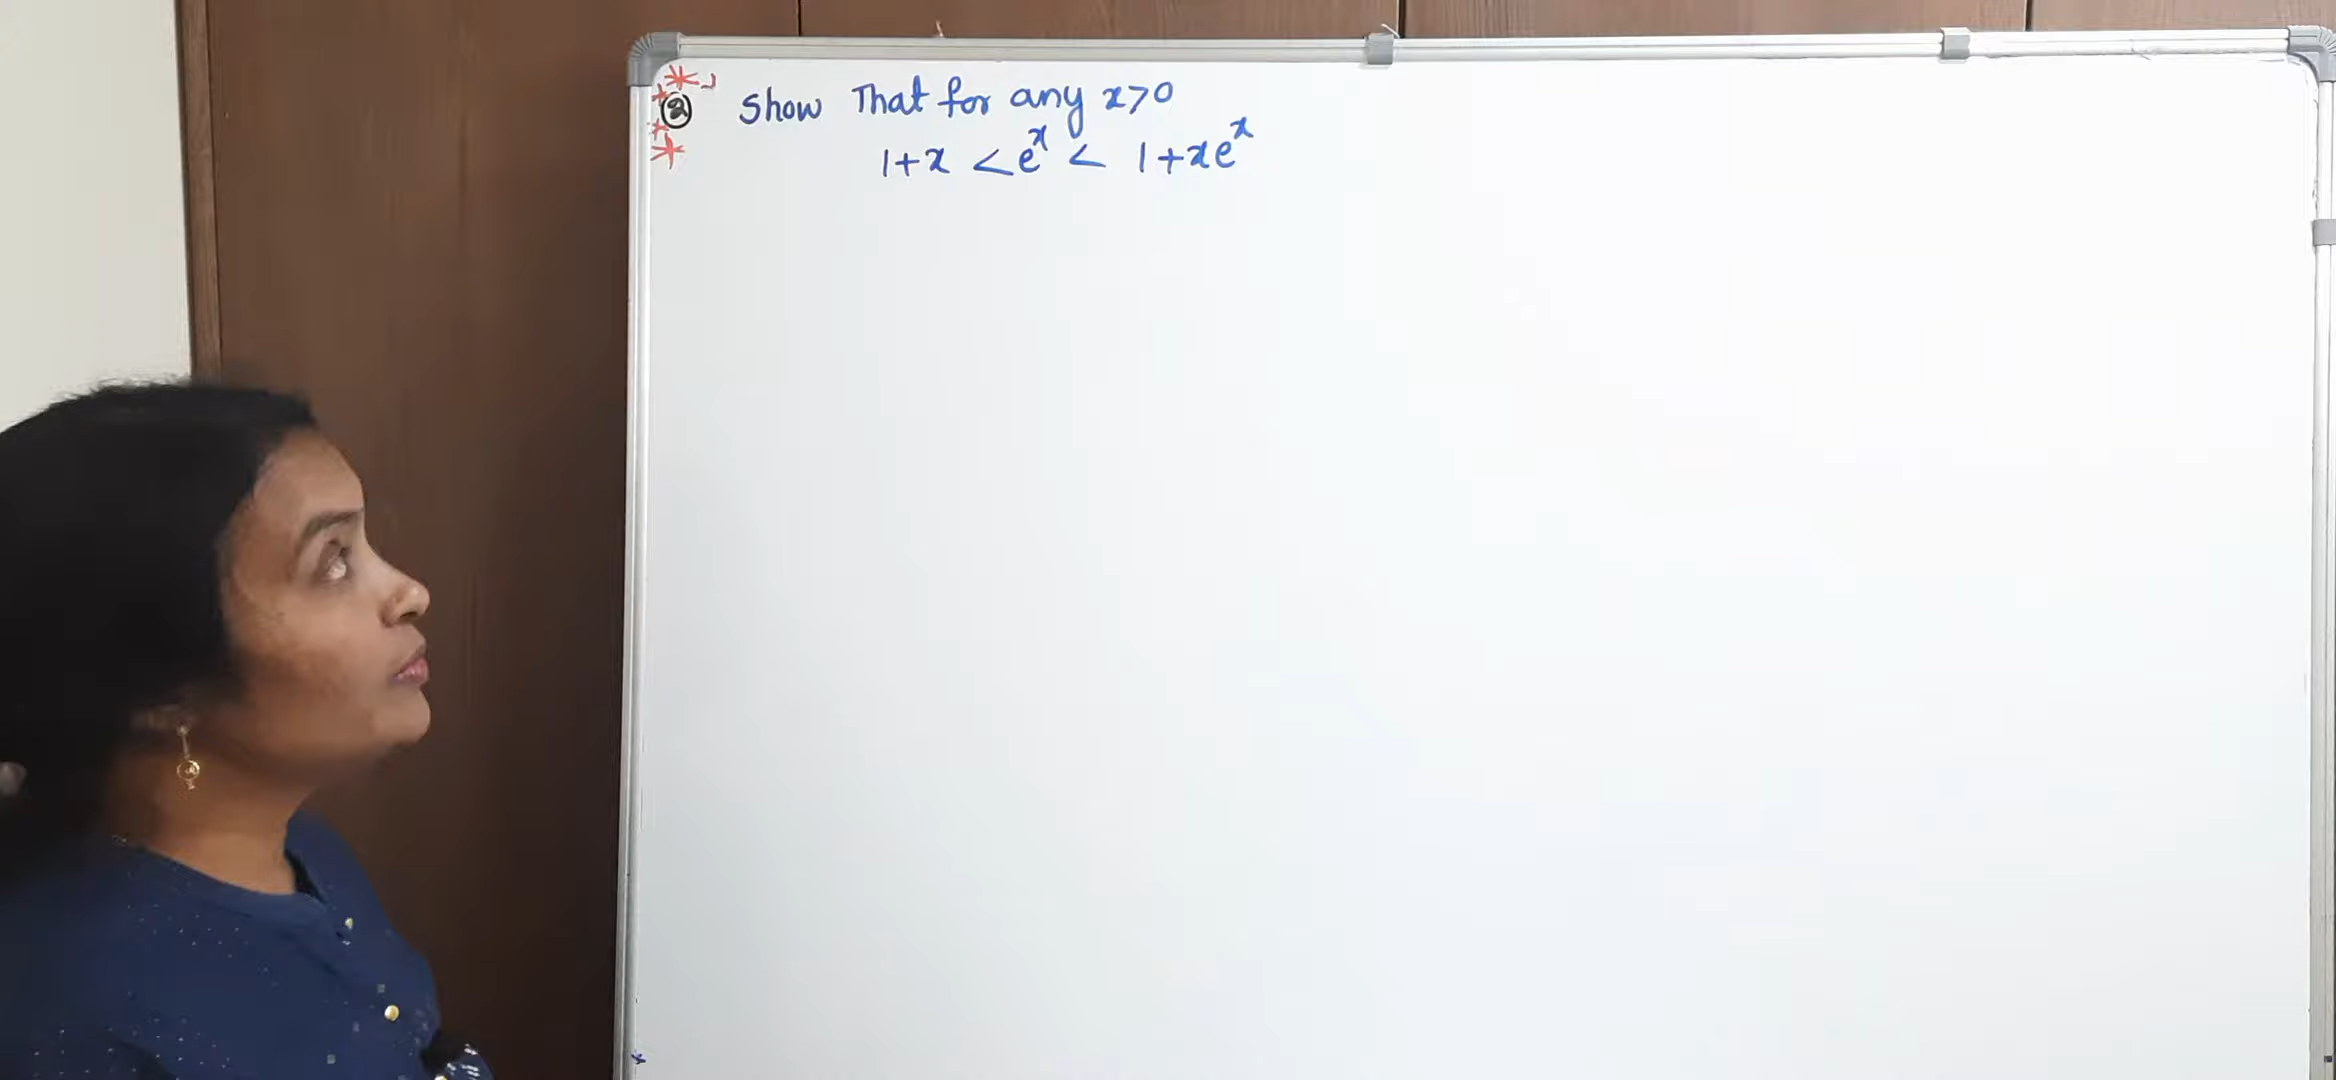 ② Show That for any x>0
1+x < eˣ < 1+xeˣ